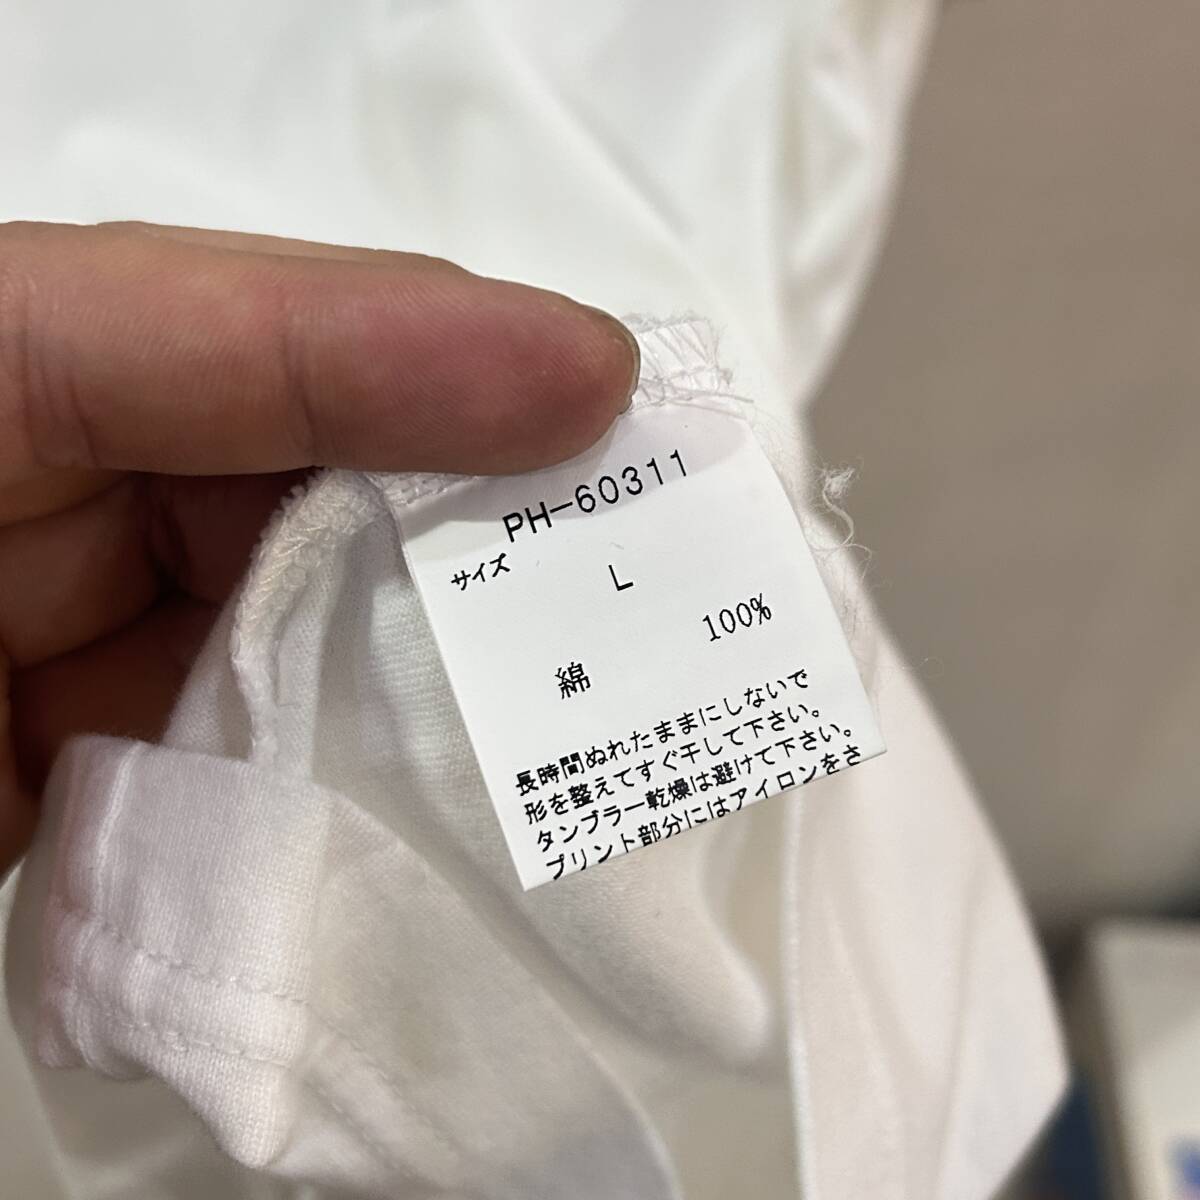 PH-60311
サイズ
L
100%
綿
長時間ぬれたままにしないで
形を整えてすぐ干して下さい。
タンブラー乾燥は避けて下さい。
プリント部分にはアイロンをさ